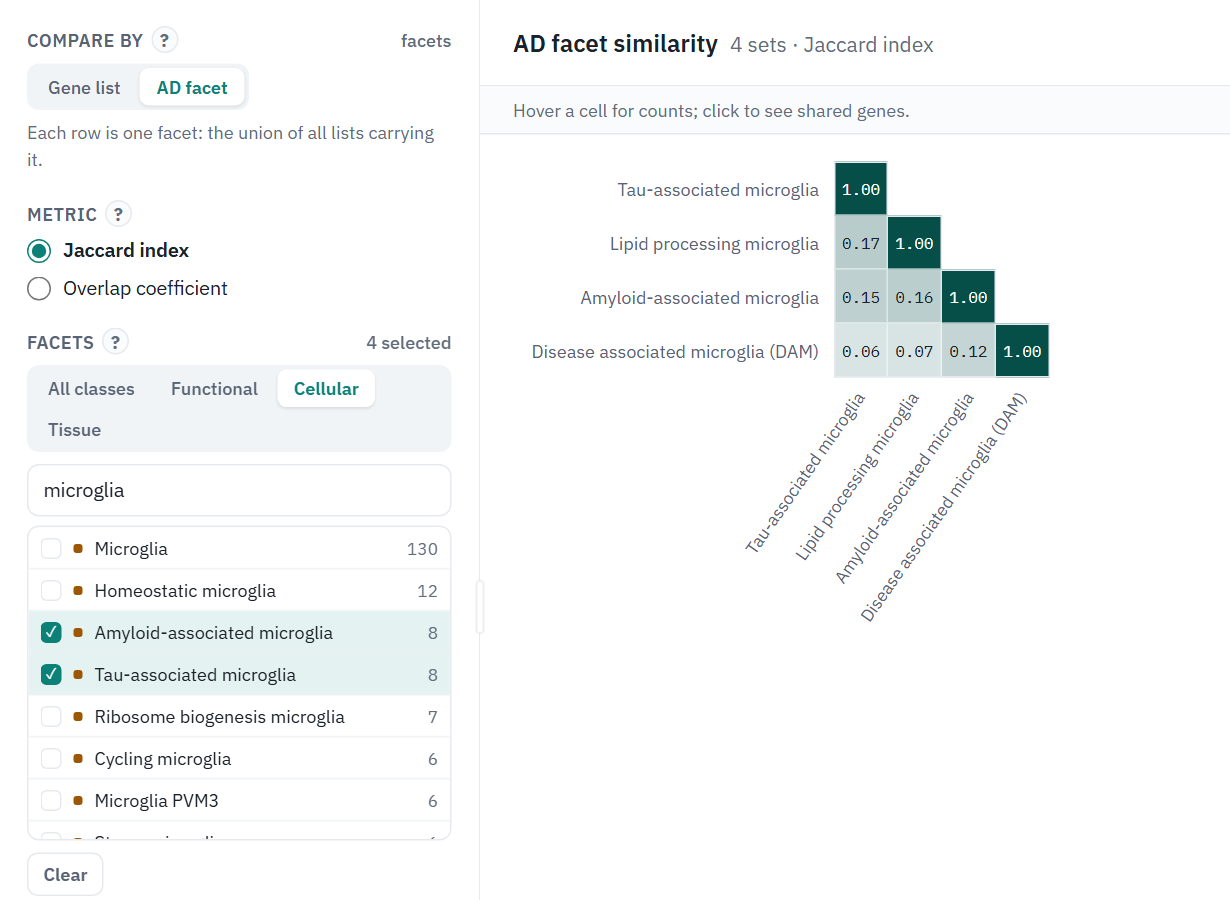 COMPARE BY ? facets
Gene list AD facet
Each row is one facet: the union of all lists carrying
it.
METRIC ?
Jaccard index
Overlap coefficient
FACETS ? 4 selected
All classes Functional Cellular
Tissue
microglia
Microglia 130
Homeostatic microglia 12
Amyloid-associated microglia 8
Tau-associated microglia 8
Ribosome biogenesis microglia 7
Cycling microglia 6
Microglia PVM3 6
Clear
AD facet similarity 4 sets · Jaccard index
Hover a cell for counts; click to see shared genes.
Tau-associated microglia 1.00
Lipid processing microglia 0.17 1.00
Amyloid-associated microglia 0.15 0.16 1.00
Disease associated microglia (DAM) 0.06 0.07 0.12 1.00
Tau-associated microglia
Lipid processing microglia
Amyloid-associated microglia
Disease associated microglia (DAM)